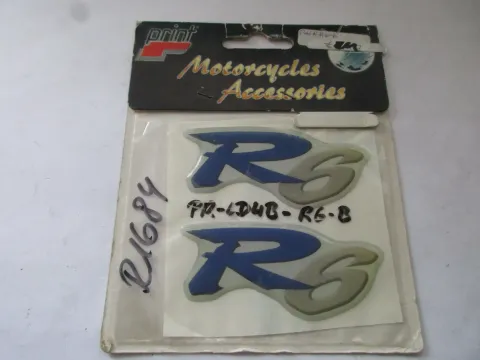 print
Motorcycles
Accessories
R6
PR-LD4B-R6-B
R6
R1684